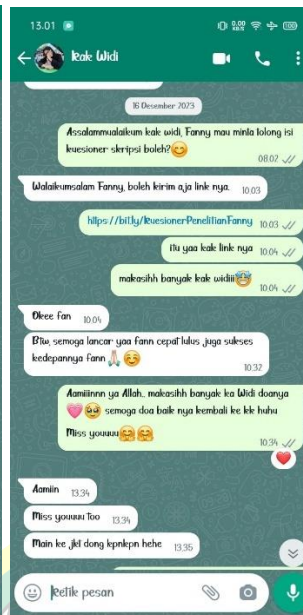 13.01
0.00
100
kak Widi
16 Desember 2023
Assalammualaikum kak widi, Fanny mau minta tolong isi
kuesioner skripsi boleh?😊
08.02
Walaikumsalam Fanny, boleh kirim aja link nya. 10.03
https://bit.ly/KuesionerPenelitianFanny 10.03
itu yaa kak link nya 10.04
makasihh banyak kak widiii🤩 10.04
Okee fan 10.04
Btw, semoga lancar yaa fann cepat lulus juga sukses
kedepannya fann🙏🏻☺️
10.32
Aamiinnn ya Allah, makasihh banyak ka Widi doanya
💗🥹 semoga doa baik nya kembali ke kk huhu
Miss youuuu🤗🤗
10.34
❤️
Aamiin 13.34
Miss youuuu too 13.34
Main ke jkt dong kpnkpn hehe 13.35
Ketik pesan